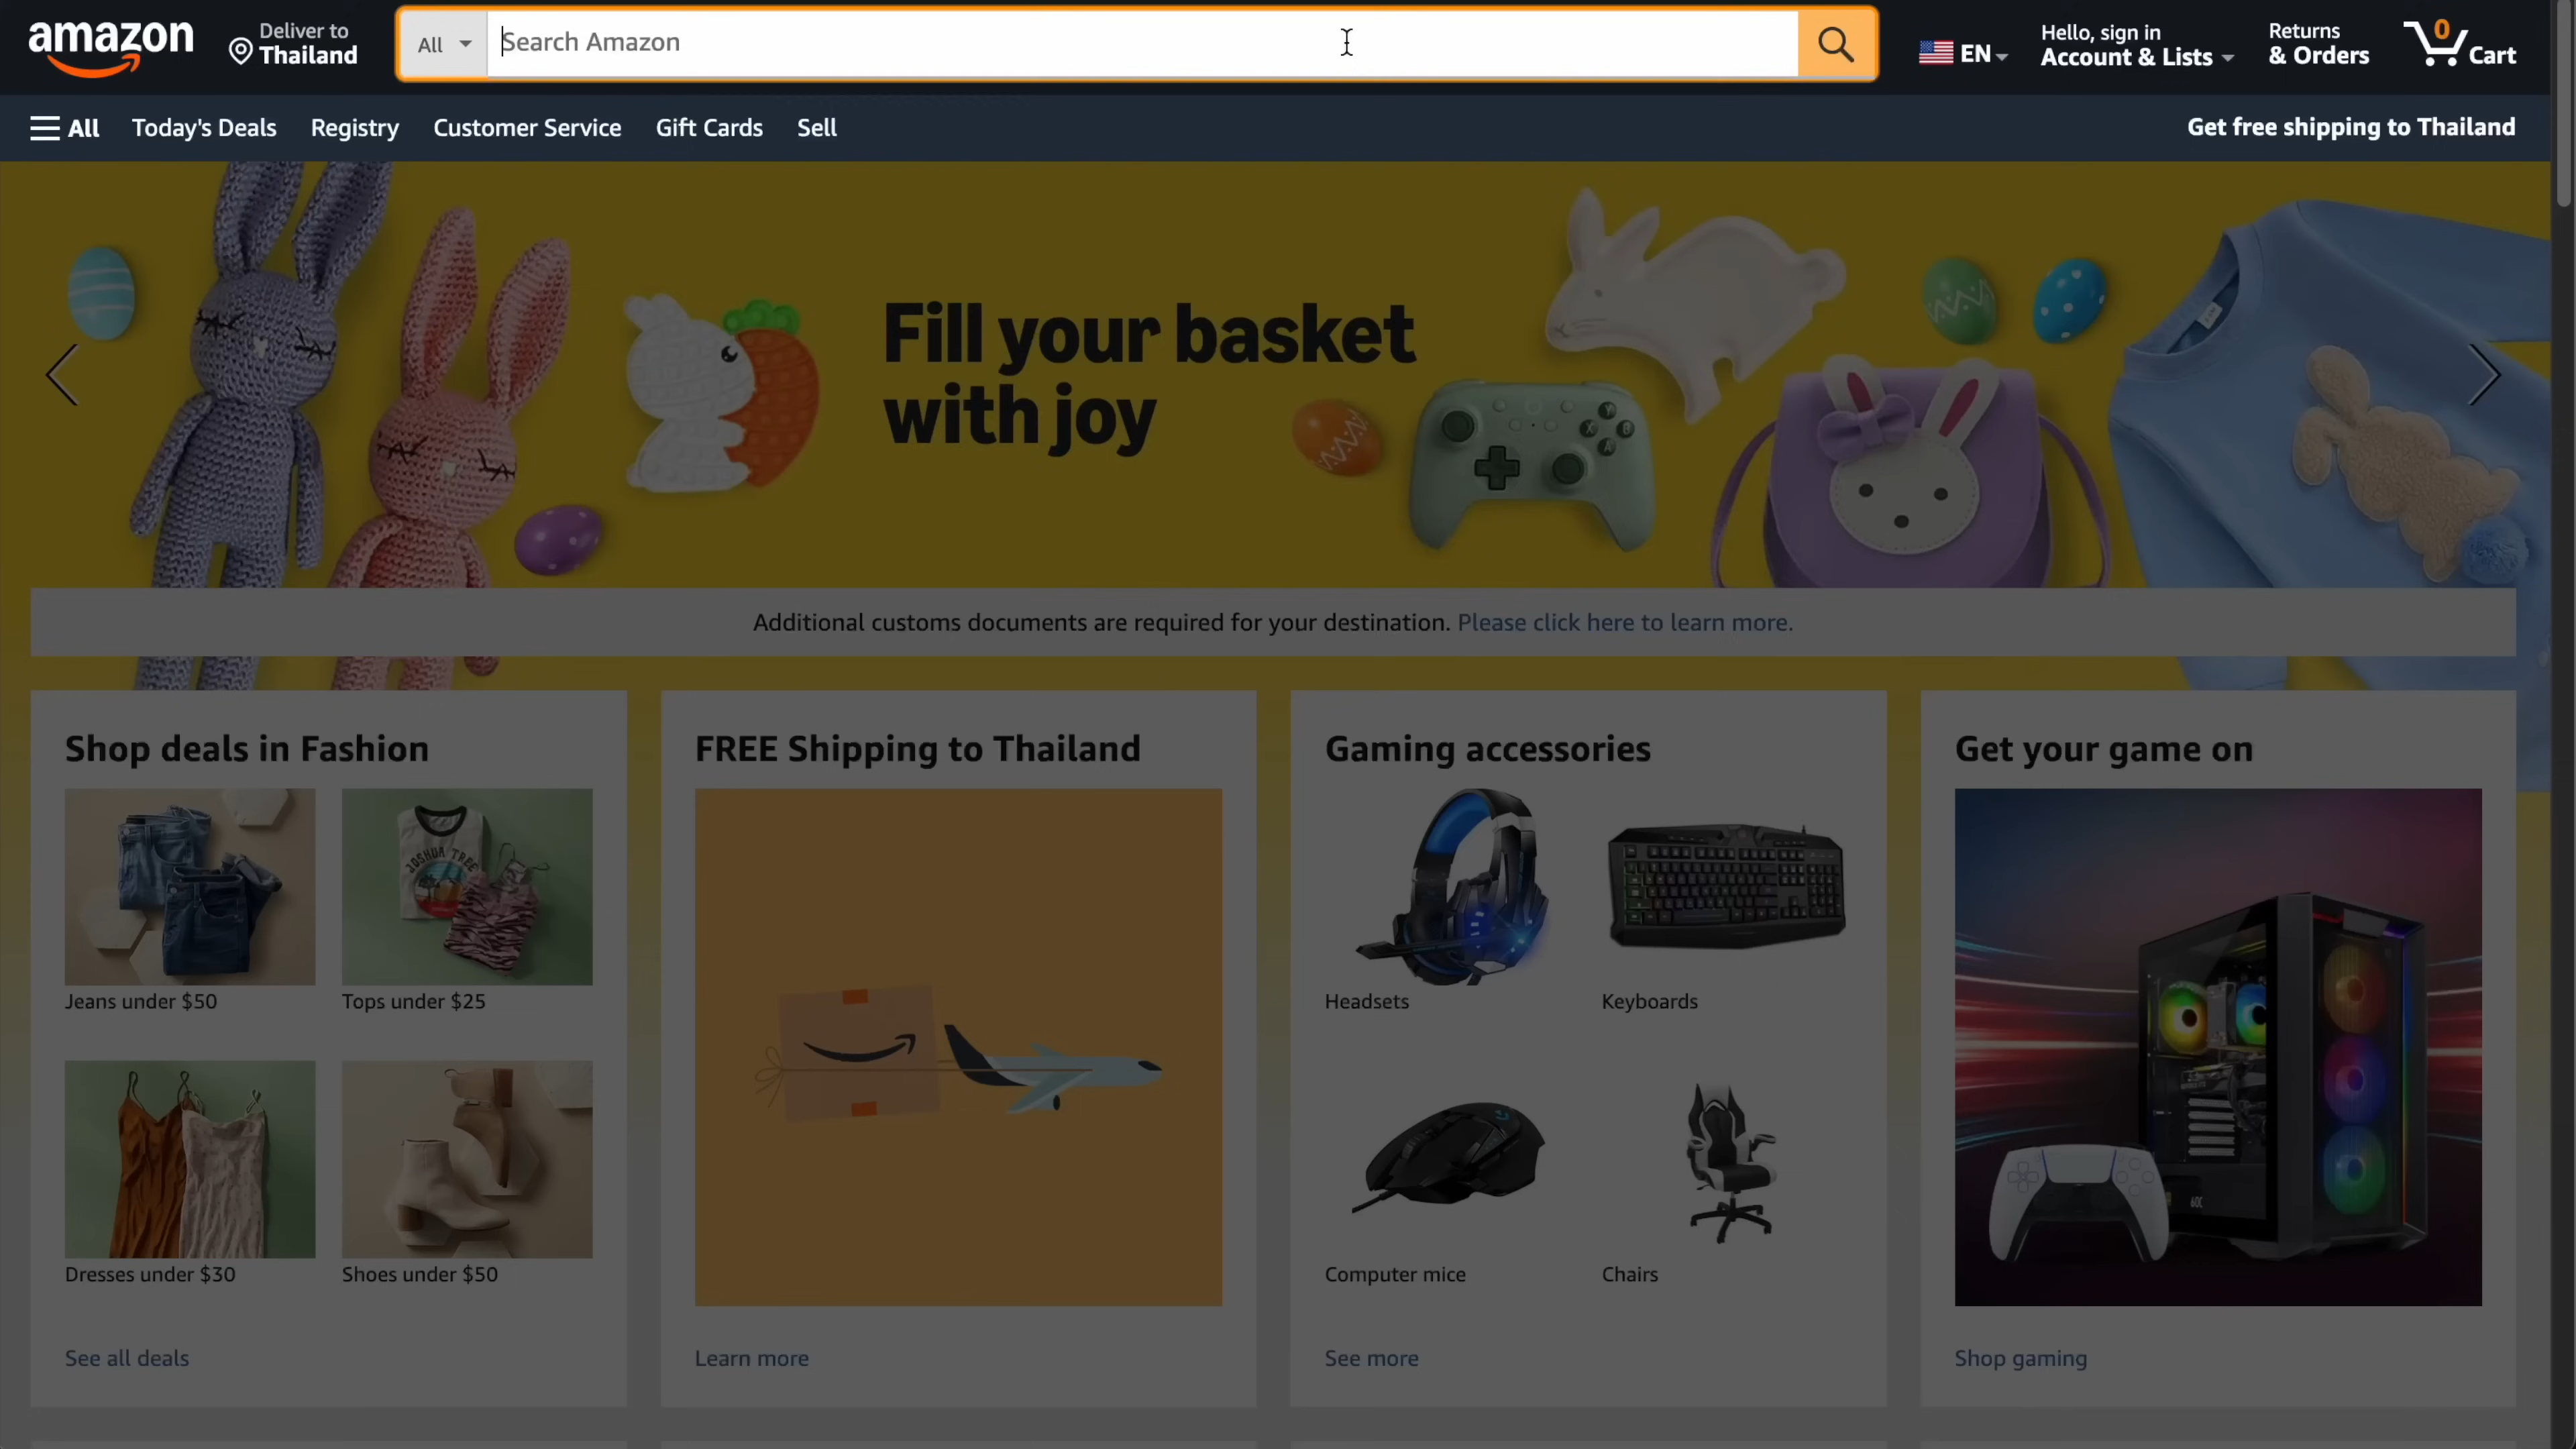 amazon
Deliver to
Thailand
All
Search Amazon
EN
Hello, sign in
Account & Lists
Returns
& Orders
0
Cart
All
Today's Deals
Registry
Customer Service
Gift Cards
Sell
Get free shipping to Thailand
Fill your basket
with joy
Y
X
B
A
Additional customs documents are required for your destination. Please click here to learn more.
Shop deals in Fashion
JOSHUA TREE
Jeans under $50
Tops under $25
Dresses under $30
Shoes under $50
See all deals
FREE Shipping to Thailand
Learn more
Gaming accessories
Headsets
Keyboards
Computer mice
Chairs
See more
Get your game on
Shop gaming